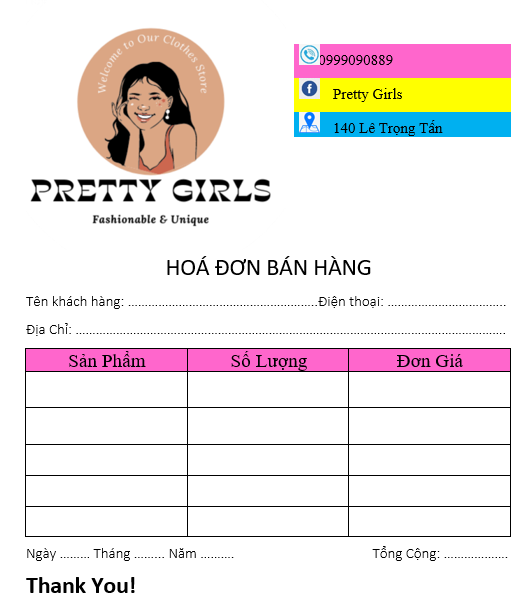 Welcome to Our Clothes Store
PRETTY GIRLS
Fashionable & Unique
0999090889
Pretty Girls
140 Lê Trọng Tấn
HOÁ ĐƠN BÁN HÀNG
Tên khách hàng: ........................................................Điện thoại: ...................................
Địa Chỉ: ................................................................................................................................
Sản Phẩm Số Lượng Đơn Giá
Ngày ......... Tháng ......... Năm .......... Tổng Cộng: ...................
Thank You!